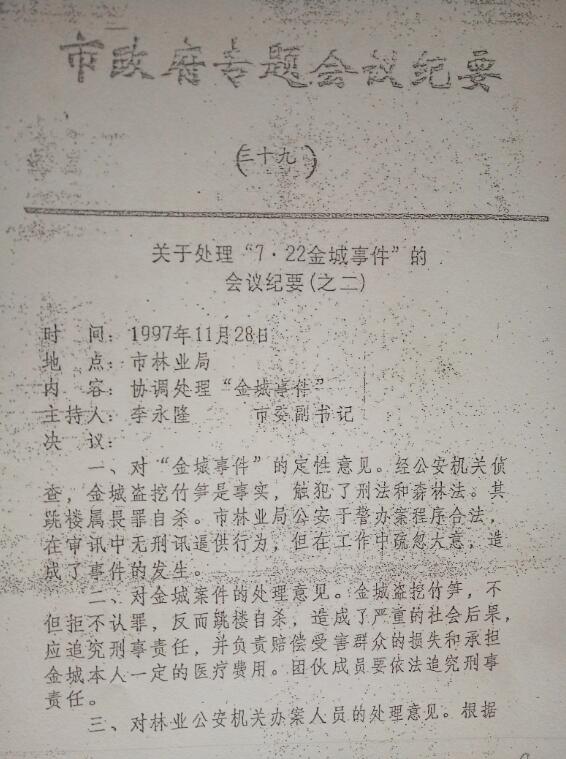 市政府专题会议纪要
(三十九)
关于处理“7·22金城事件”的
会议纪要(之二)
时 间：1997年11月28日
地 点：市林业局
内 容：协调处理“金城事件”
主持人：李永隆 市委副书记
决 议：
一、对“金城事件”的定性意见。经公安机关侦
查，金城盗挖竹笋是事实，触犯了刑法和森林法。其
跳楼属畏罪自杀。市林业局公安干警办案程序合法，
在审讯中无刑讯逼供行为，但在工作中疏忽大意，造
成了事件的发生。
二、对金城案件的处理意见。金城盗挖竹笋，不
但拒不认罪，反而跳楼自杀，造成了严重的社会后果，
应追究刑事责任，并负责赔偿受害群众的损失和承担
金城本人一定的医疗费用。团伙成员要依法追究刑事
责任。
三、对林业公安机关办案人员的处理意见。根据